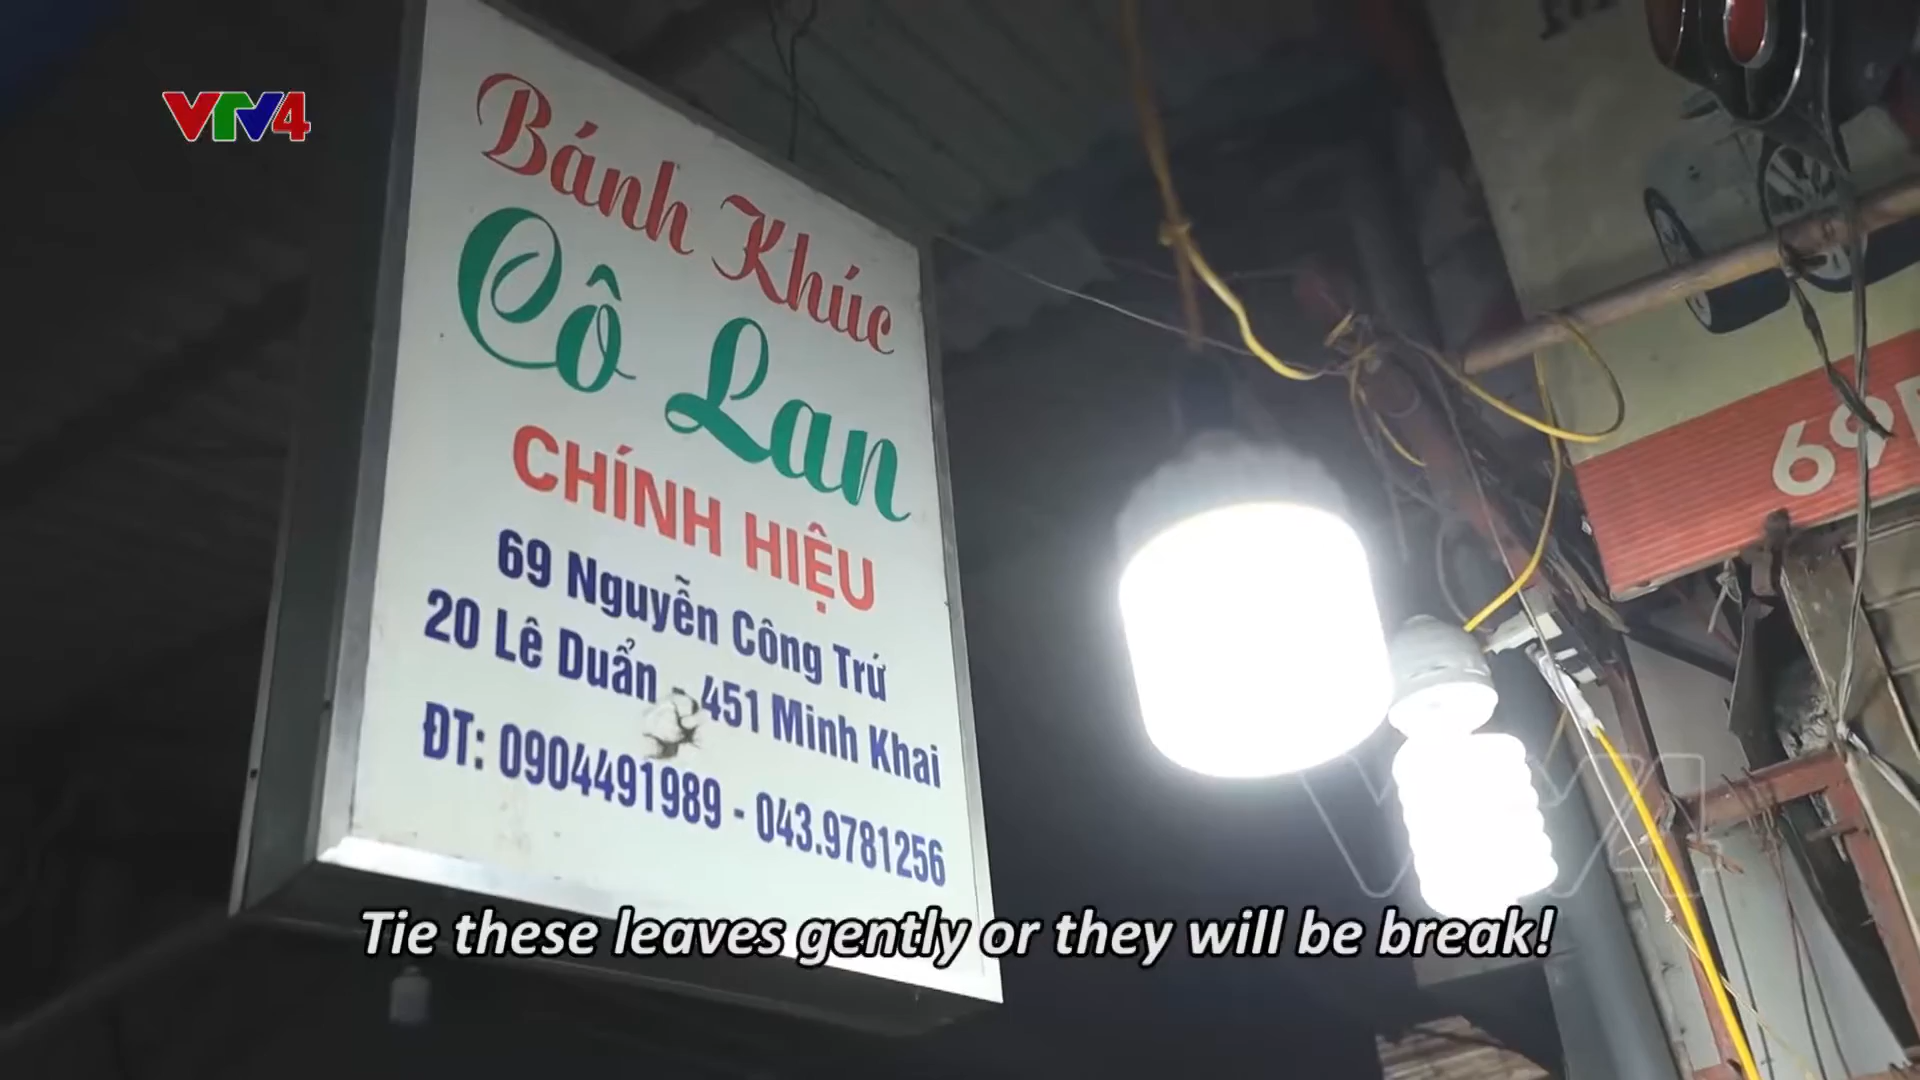 VTV4
Bánh Khúc
Cô Lan
CHÍNH HIỆU
69 Nguyễn Công Trứ
20 Lê Duẩn - 451 Minh Khai
ĐT: 0904491989 - 043.9781256
69
Tie these leaves gently or they will be break!